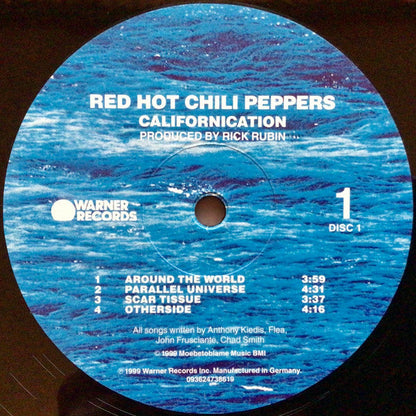 RED HOT CHILI PEPPERS
CALIFORNICATION
PRODUCED BY RICK RUBIN
WARNER
RECORDS
1
DISC 1
1 AROUND THE WORLD 3:59
2 PARALLEL UNIVERSE 4:31
3 SCAR TISSUE 3:37
4 OTHERSIDE 4:16
All songs written by Anthony Kiedis, Flea,
John Frusciante, Chad Smith
© 1999 Moebetoblame Music BMI
℗ 1999 Warner Records Inc. Manufactured in Germany.
093624738619